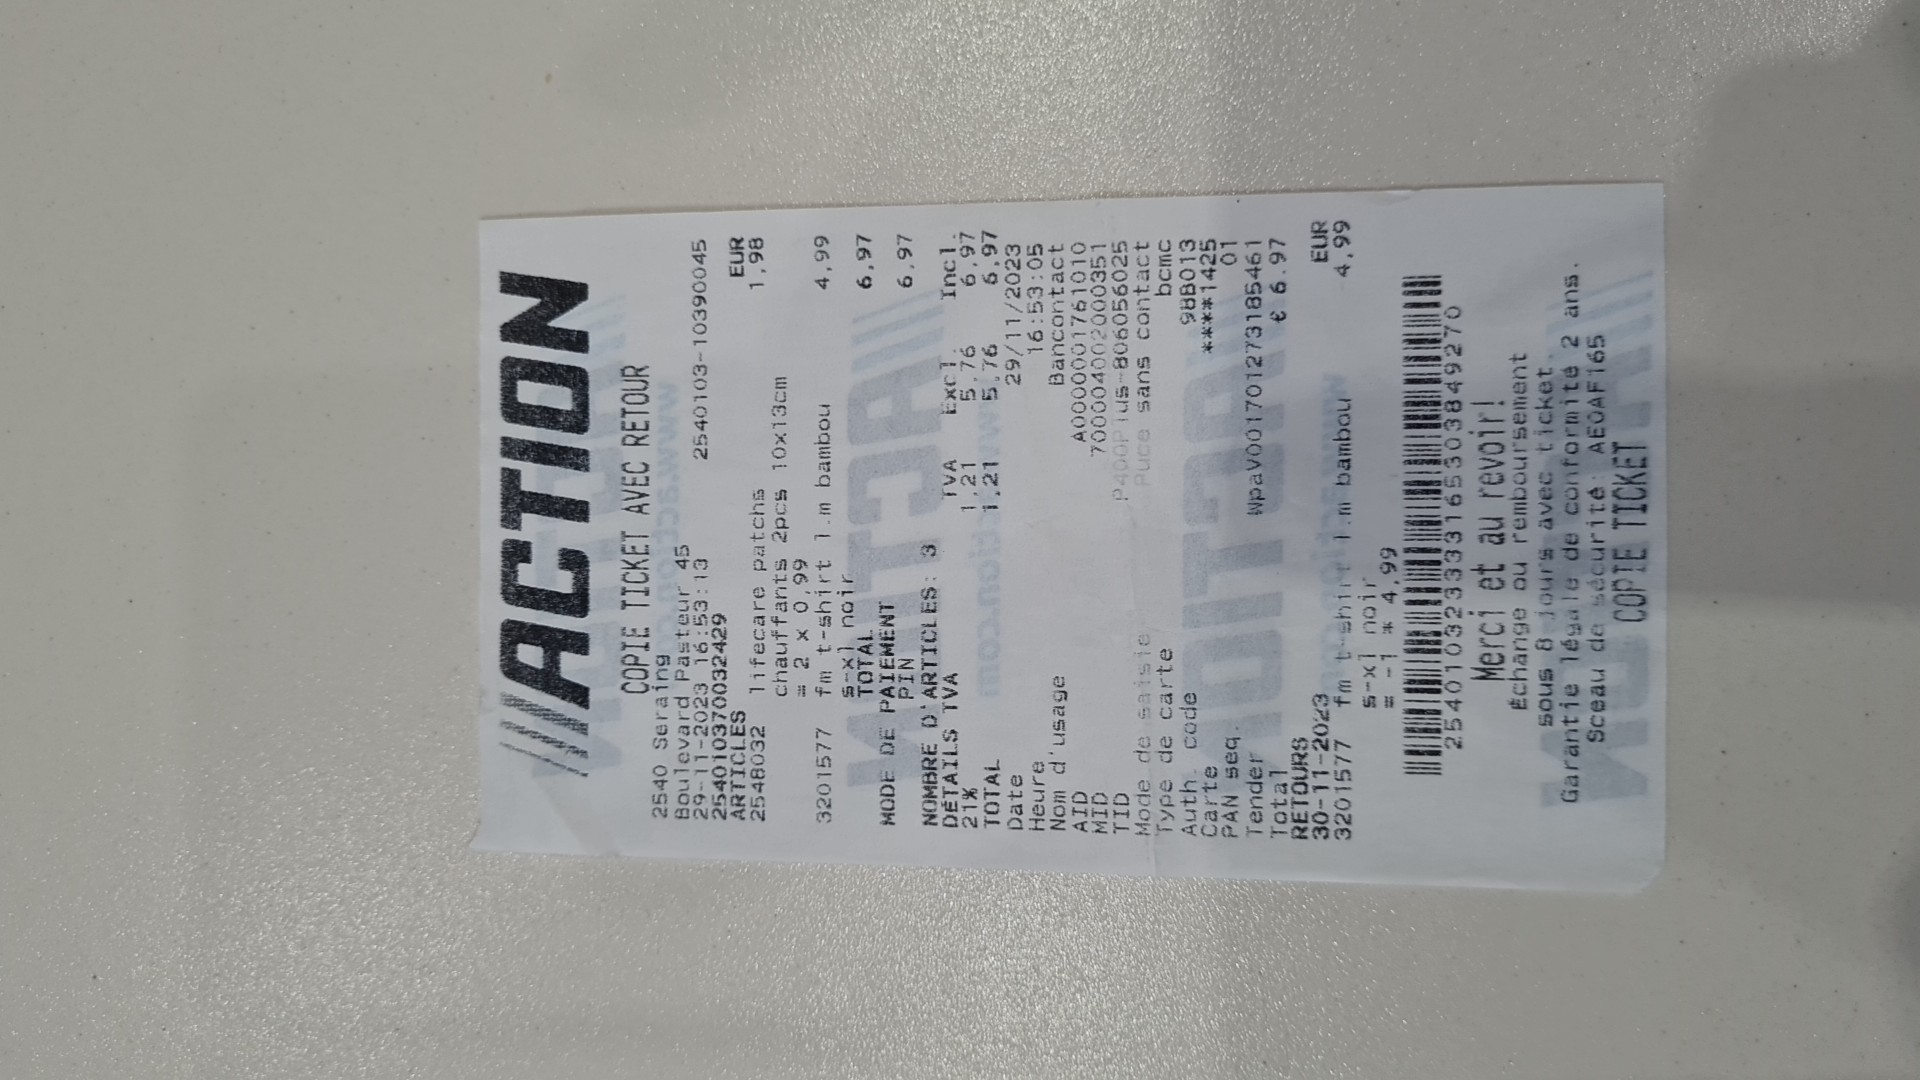 ACTION
COPIE TICKET AVEC RETOUR
2540 Seraing
Boulevard Pasteur 45
29-11-2023 16:53:13 2540103-10390045
254010370032429
ARTICLES EUR
2548032 lifecare patchs 1,98
chauffants 2pcs 10x13cm
= 2 x 0,99
3201577 fm t-shirt l.m bambou 4,99
s-xl noir
TOTAL 6,97
MODE DE PAIEMENT
PIN 6,97
NOMBRE D'ARTICLES: 3
DÉTAILS TVA TVA Excl. Incl.
21% 1,21 5,76 6,97
TOTAL 1,21 5,76 6,97
Date 29/11/2023
Heure 16:53:05
Nom d'usage Bancontact
AID A0000001761010
MID 700004002000351
TID P400Plus-806056025
Mode de saisie Puce sans contact
Type de carte bcmc
Auth. code 98B013
Carte ****1425
PAN seq. 01
Tender WpaV0017012731185461
Total € 6.97
RETOURS
30-11-2023 EUR
3201577 fm t-shirt l.m bambou 4,99
s-xl noir
= -1 * 4,99
Merci et au revoir!
Échange ou remboursement
sous 8 jours avec ticket.
Garantie légale de conformité 2 ans.
Sceau de sécurité: AE0AF165
COPIE TICKET